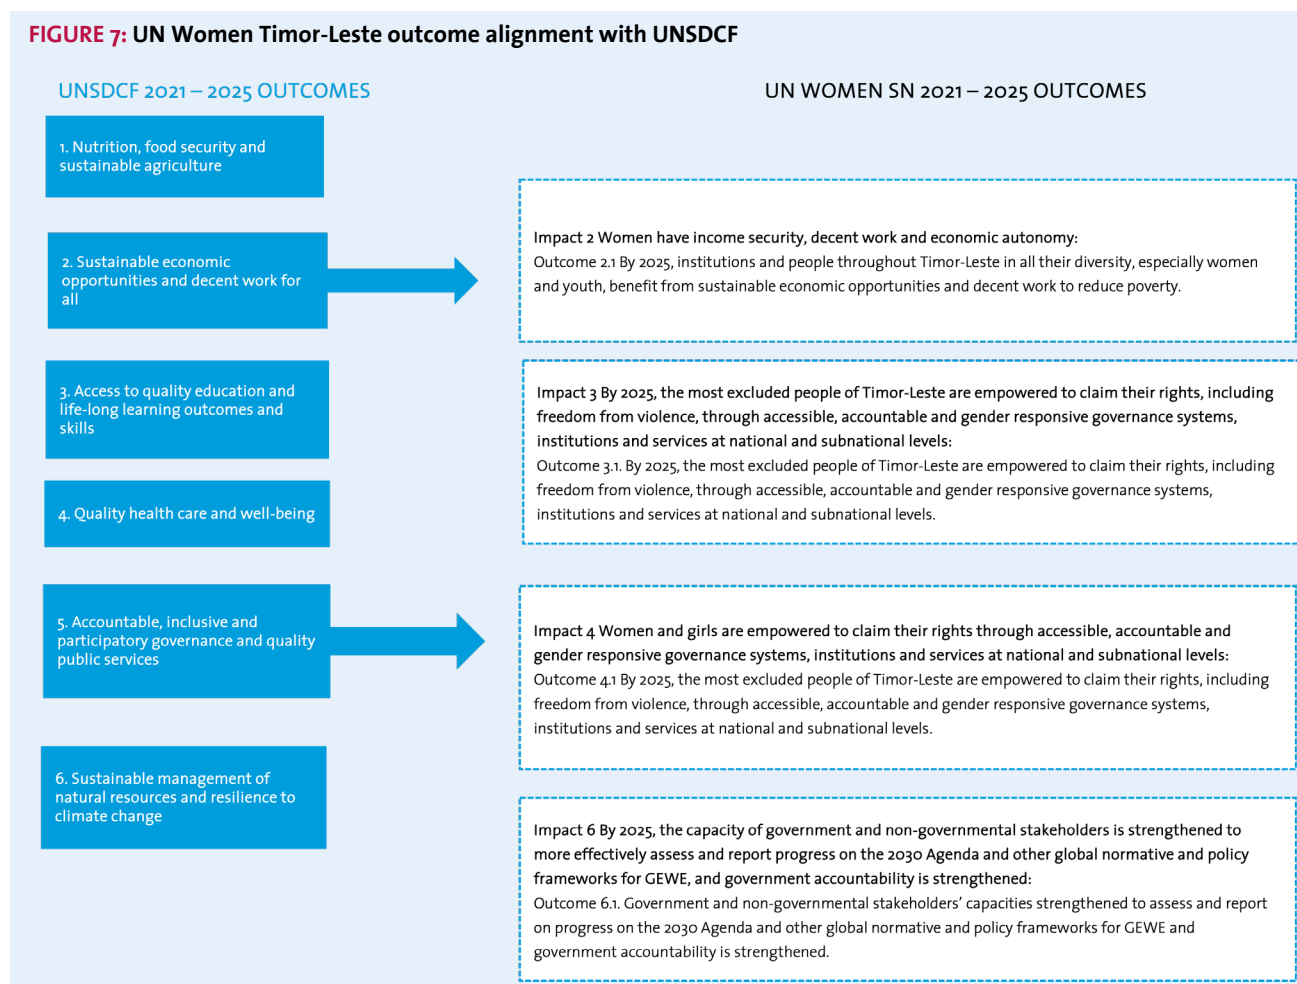 FIGURE 7: UN Women Timor-Leste outcome alignment with UNSDCF
UNSDCF 2021 – 2025 OUTCOMES
1. Nutrition, food security and
sustainable agriculture
2. Sustainable economic
opportunities and decent work for
all
3. Access to quality education and
life-long learning outcomes and
skills
4. Quality health care and well-being
5. Accountable, inclusive and
participatory governance and quality
public services
6. Sustainable management of
natural resources and resilience to
climate change
UN WOMEN SN 2021 – 2025 OUTCOMES
Impact 2 Women have income security, decent work and economic autonomy:
Outcome 2.1 By 2025, institutions and people throughout Timor-Leste in all their diversity, especially women
and youth, benefit from sustainable economic opportunities and decent work to reduce poverty.
Impact 3 By 2025, the most excluded people of Timor-Leste are empowered to claim their rights, including
freedom from violence, through accessible, accountable and gender responsive governance systems,
institutions and services at national and subnational levels:
Outcome 3.1. By 2025, the most excluded people of Timor-Leste are empowered to claim their rights, including
freedom from violence, through accessible, accountable and gender responsive governance systems,
institutions and services at national and subnational levels.
Impact 4 Women and girls are empowered to claim their rights through accessible, accountable and
gender responsive governance systems, institutions and services at national and subnational levels:
Outcome 4.1 By 2025, the most excluded people of Timor-Leste are empowered to claim their rights, including
freedom from violence, through accessible, accountable and gender responsive governance systems,
institutions and services at national and subnational levels.
Impact 6 By 2025, the capacity of government and non-governmental stakeholders is strengthened to
more effectively assess and report progress on the 2030 Agenda and other global normative and policy
frameworks for GEWE, and government accountability is strengthened:
Outcome 6.1. Government and non-governmental stakeholders’ capacities strengthened to assess and report
on progress on the 2030 Agenda and other global normative and policy frameworks for GEWE and
government accountability is strengthened.